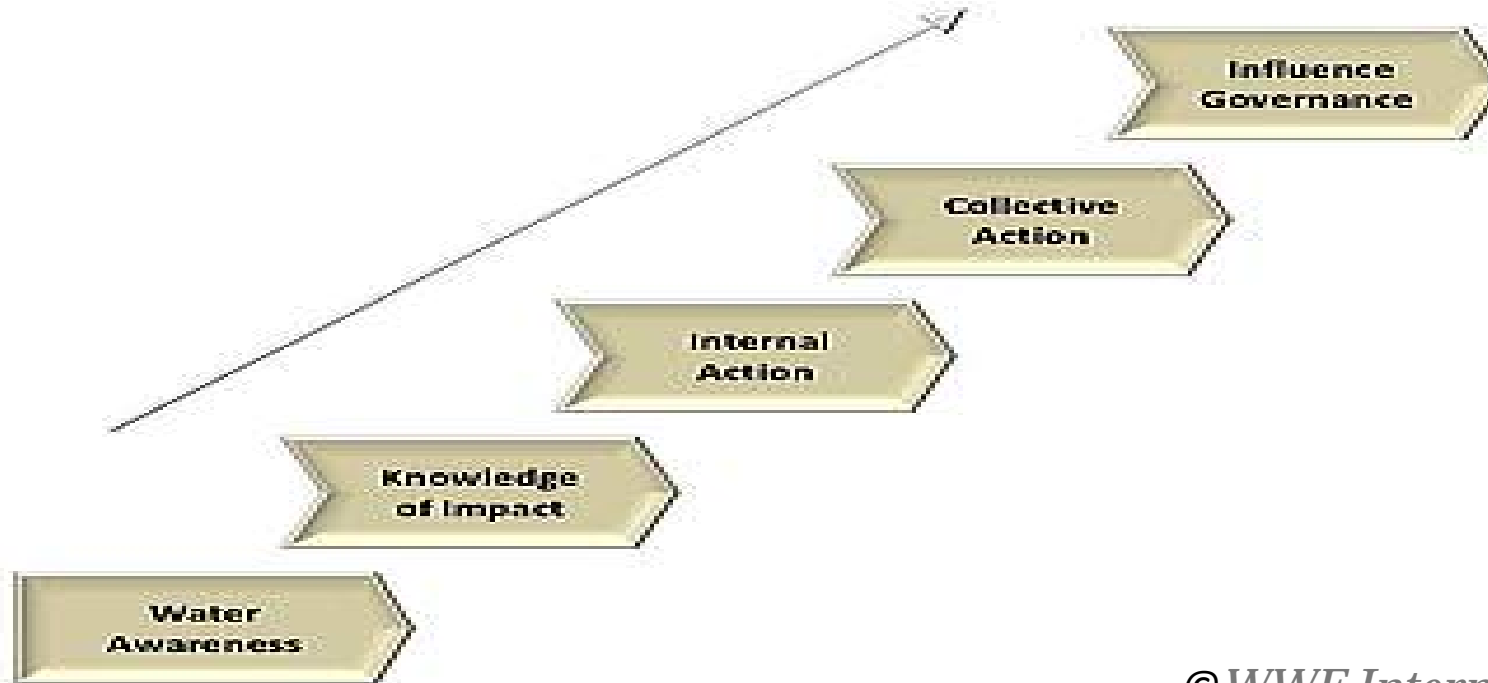 Influence
Governance
Collective
Action
Internal
Action
Knowledge
of Impact
Water
Awareness
© WWF